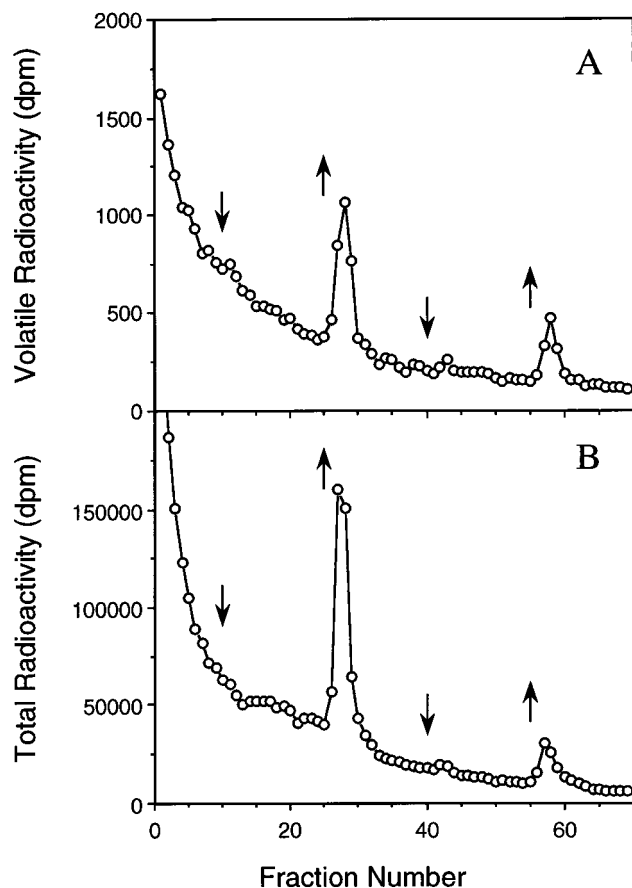 Volatile Radioactivity (dpm)
2000
1500
1000
500
0
A
Total Radioactivity (dpm)
150000
100000
50000
0
B
0 20 40 60
Fraction Number